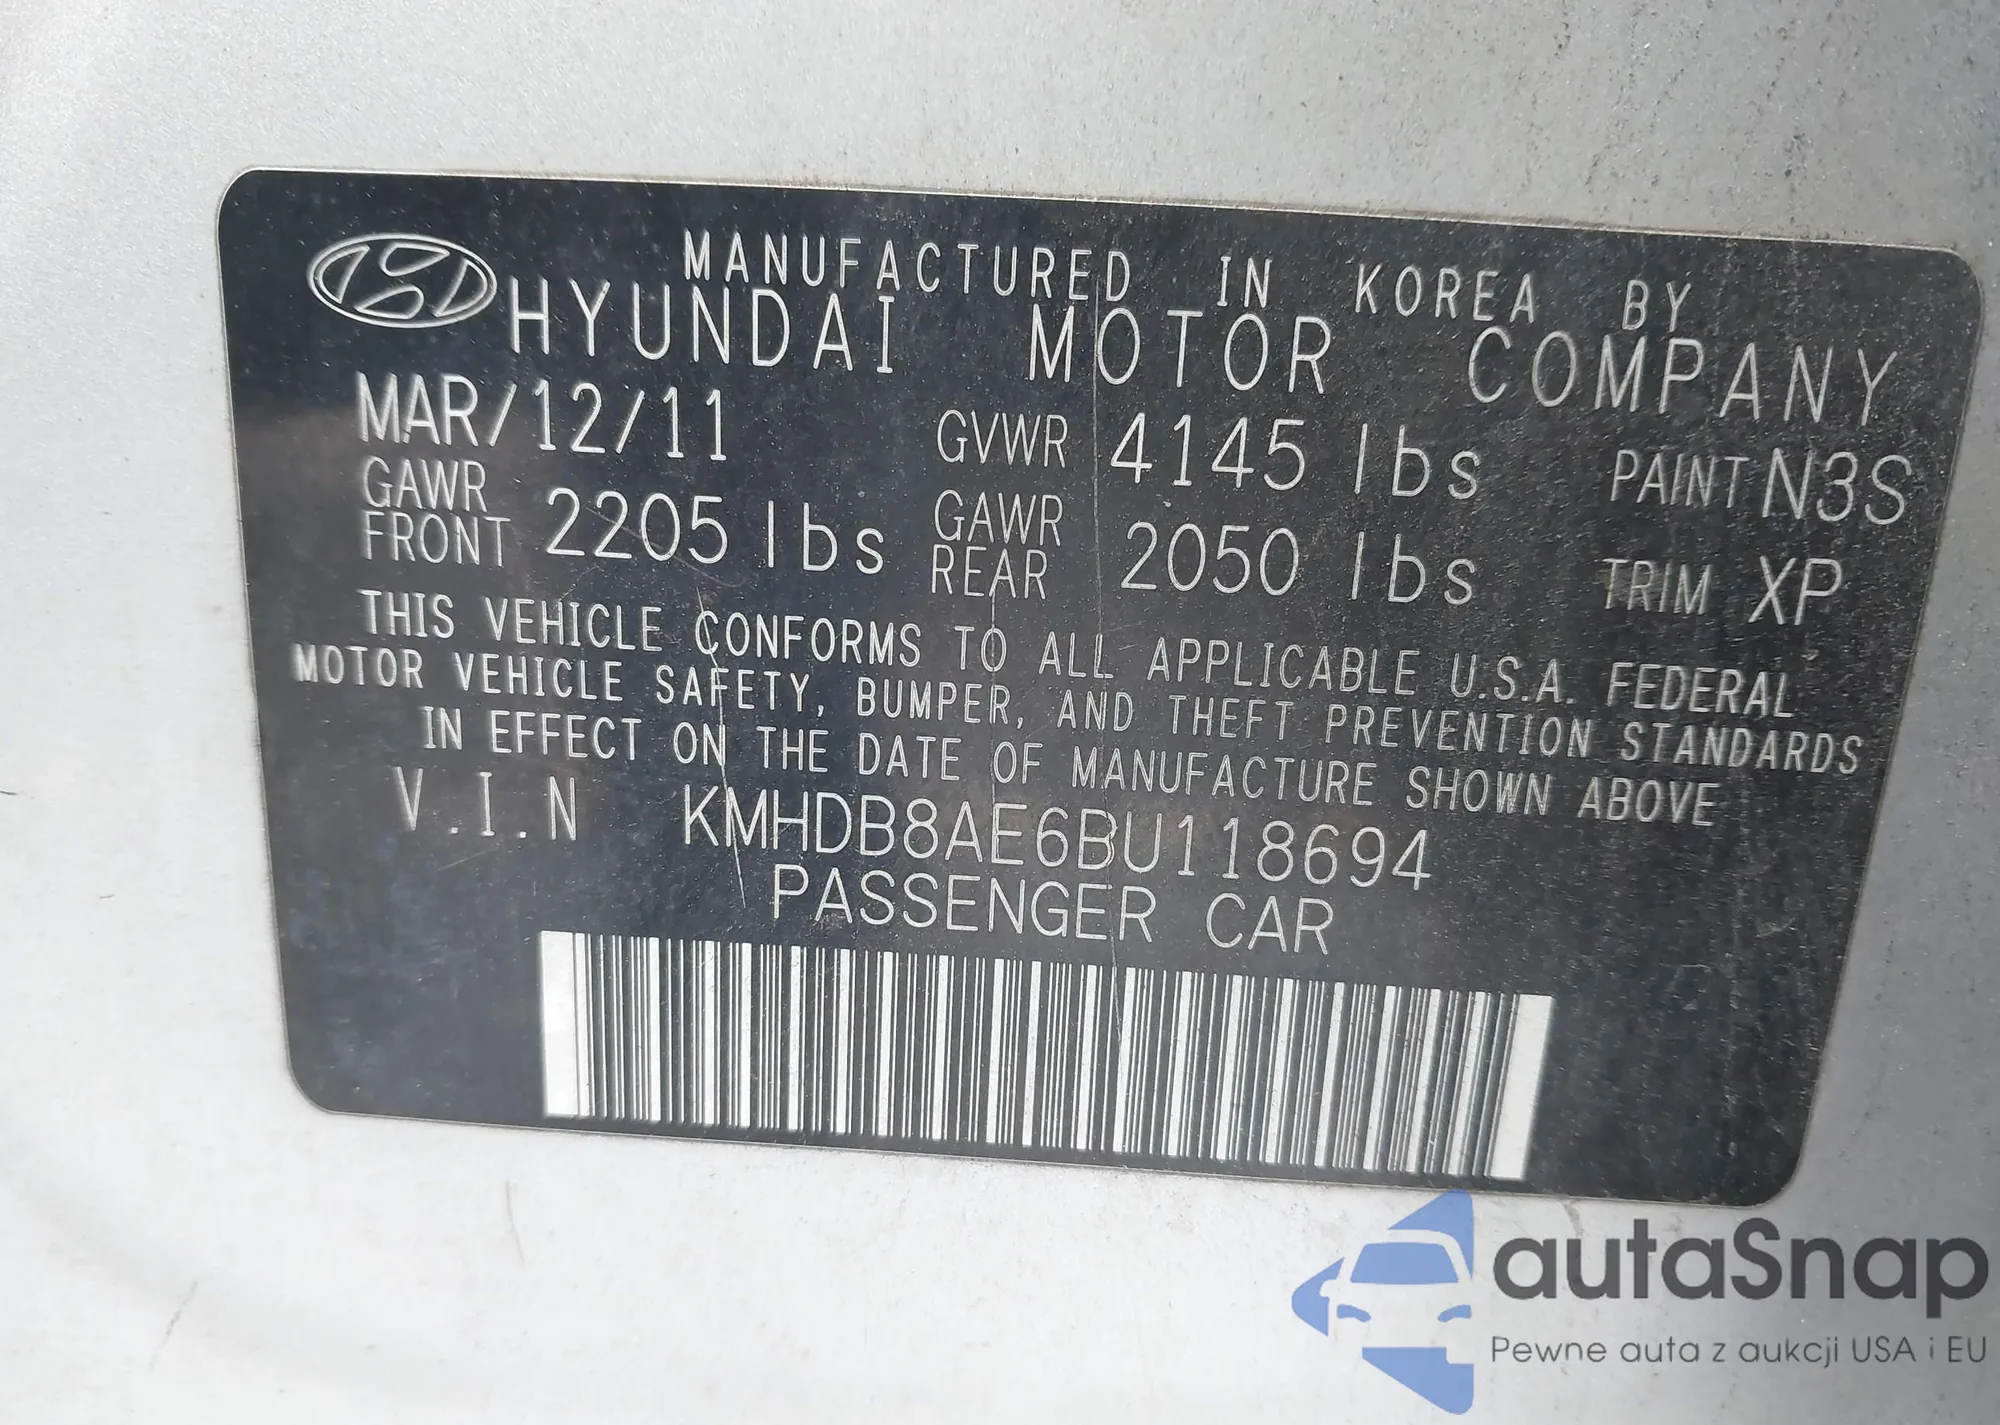 MANUFACTURED IN KOREA BY
HYUNDAI MOTOR COMPANY
MAR/12/11 GVWR 4145 lbs PAINT N3S
GAWR FRONT 2205 lbs GAWR REAR 2050 lbs TRIM XP
THIS VEHICLE CONFORMS TO ALL APPLICABLE U.S.A. FEDERAL
MOTOR VEHICLE SAFETY, BUMPER, AND THEFT PREVENTION STANDARDS
IN EFFECT ON THE DATE OF MANUFACTURE SHOWN ABOVE
V.I.N KMHDB8AE6BU118694
PASSENGER CAR
autaSnap
Pewne auta z aukcji USA i EU